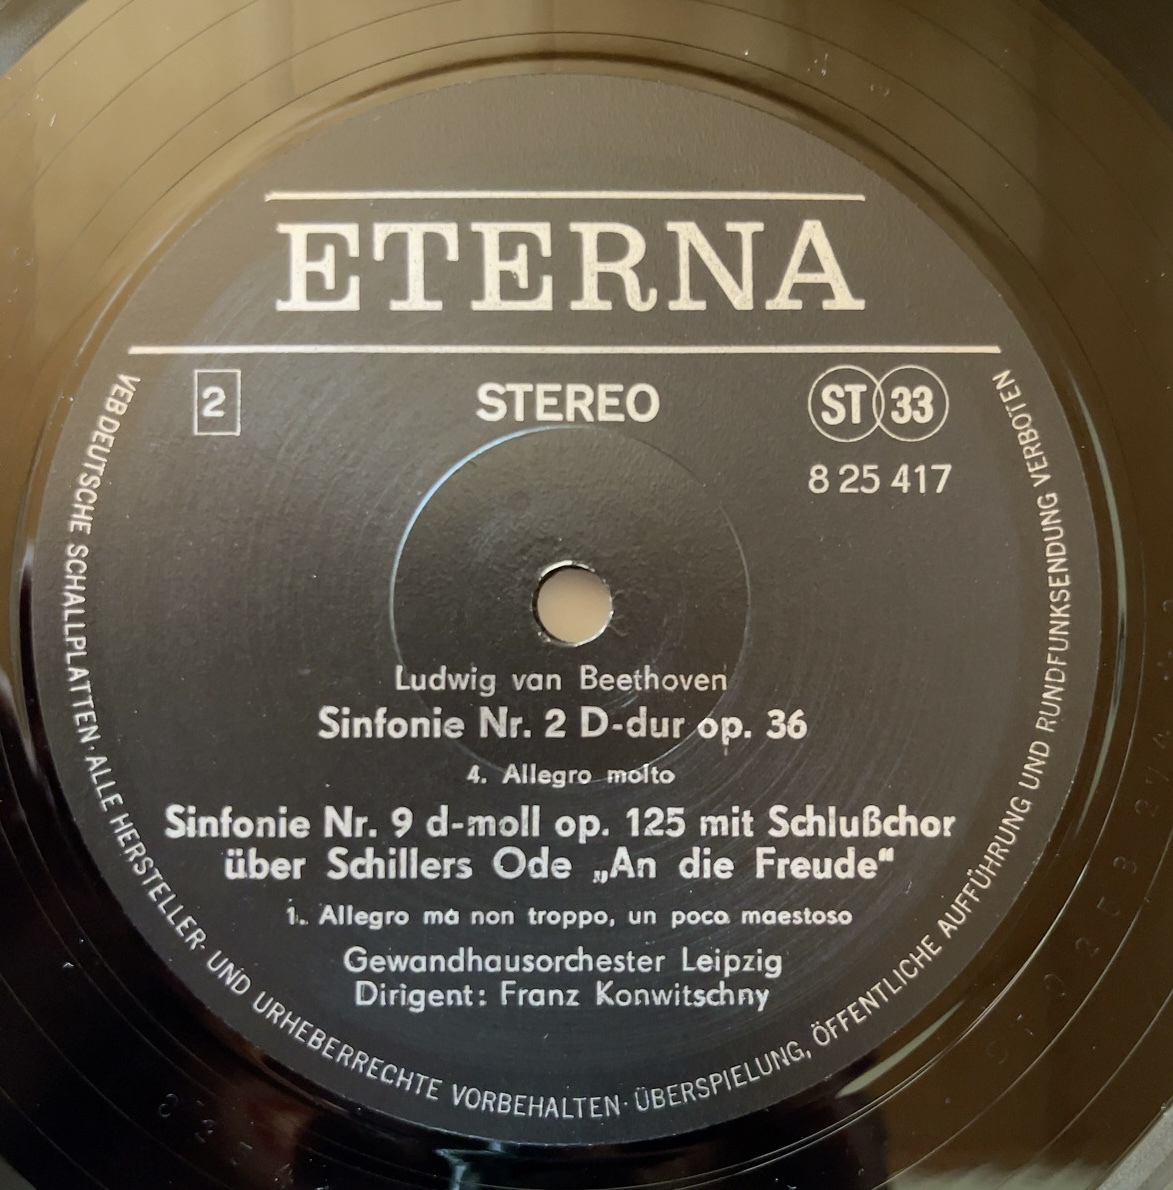 ETERNA
2
STEREO
ST 33
8 25 417
Ludwig van Beethoven
Sinfonie Nr. 2 D-dur op. 36
4. Allegro molto
Sinfonie Nr. 9 d-moll op. 125 mit Schlußchor
über Schillers Ode „An die Freude“
1. Allegro ma non troppo, un poco maestoso
Gewandhausorchester Leipzig
Dirigent: Franz Konwitschny
VEB DEUTSCHE SCHALLPLATTEN · ALLE HERSTELLER- UND URHEBERRECHTE VORBEHALTEN · ÜBERSPIELUNG, ÖFFENTLICHE AUFFÜHRUNG UND RUNDFUNKSENDUNG VERBOTEN